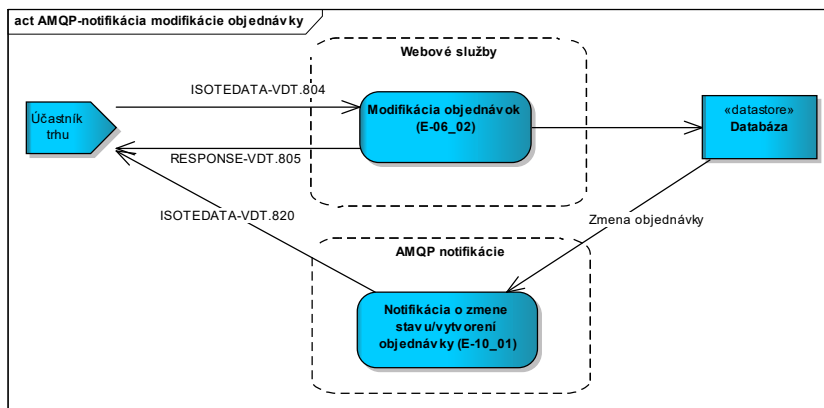 act AMQP-notifikácia modifikácie objednávky
Webové služby
ISOTEDATA-VDT.804
Účastník
trhu
Modifikácia objednávok
(E-06_02)
«datastore»
Databáza
RESPONSE-VDT.805
ISOTEDATA-VDT.820
Zmena objednávky
AMQP notifikácie
Notifikácia o zmene
stavu/vytvorení
objednávky (E-10_01)